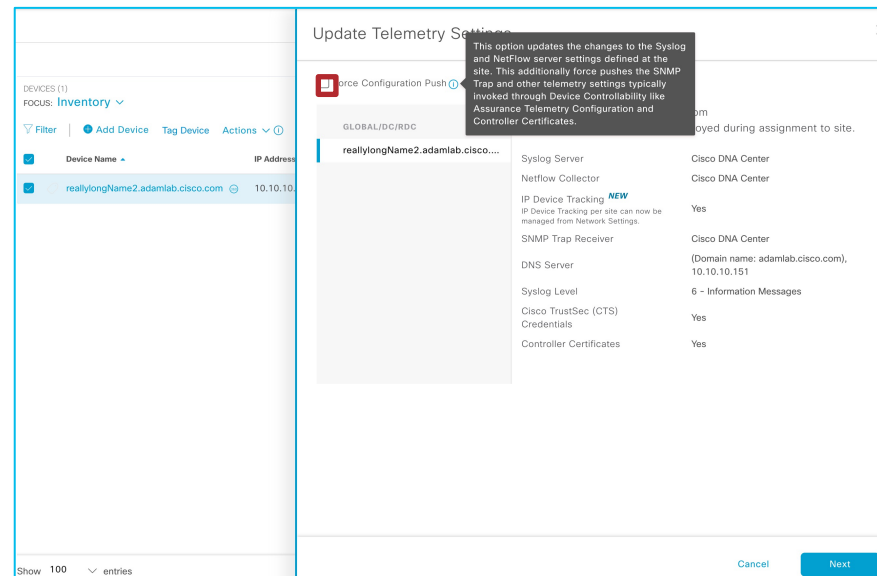 Update Telemetry Settings
This option updates the changes to the Syslog
and NetFlow server settings defined at the
site. This additionally force pushes the SNMP
Trap and other telemetry settings typically
invoked through Device Controllability like
Assurance Telemetry Configuration and
Controller Certificates.
orce Configuration Push
DEVICES (1)
FOCUS: Inventory
Filter
Add Device
Tag Device
Actions
Device Name
IP Address
reallylongName2.adamlab.cisco.com
10.10.10.
GLOBAL/DC/RDC
reallylongName2.adamlab.cisco....
om
oyed during assignment to site.
Syslog Server Cisco DNA Center
Netflow Collector Cisco DNA Center
IP Device Tracking NEW
IP Device Tracking per site can now be
managed from Network Settings.
Yes
SNMP Trap Receiver Cisco DNA Center
DNS Server
(Domain name: adamlab.cisco.com),
10.10.10.151
Syslog Level 6 - Information Messages
Cisco TrustSec (CTS)
Credentials
Yes
Controller Certificates Yes
Show 100 entries
Cancel
Next